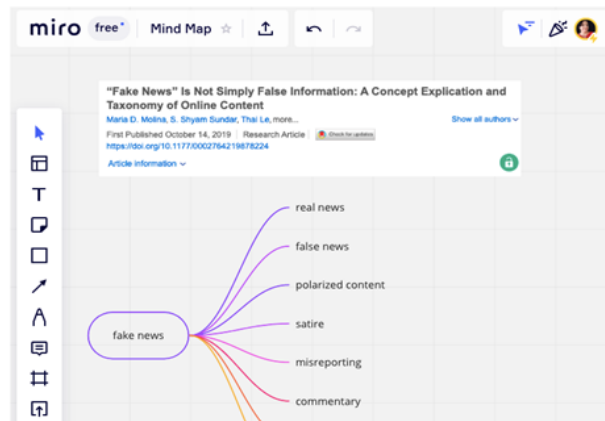 miro free Mind Map
“Fake News” Is Not Simply False Information: A Concept Explication and
Taxonomy of Online Content
Maria D. Molina, S. Shyam Sundar, Thai Le, more... Show all authors
First Published October 14, 2019 Research Article Check for updates
https://doi.org/10.1177/0002764219878224
Article information
T
real news
false news
polarized content
satire
fake news
misreporting
commentary